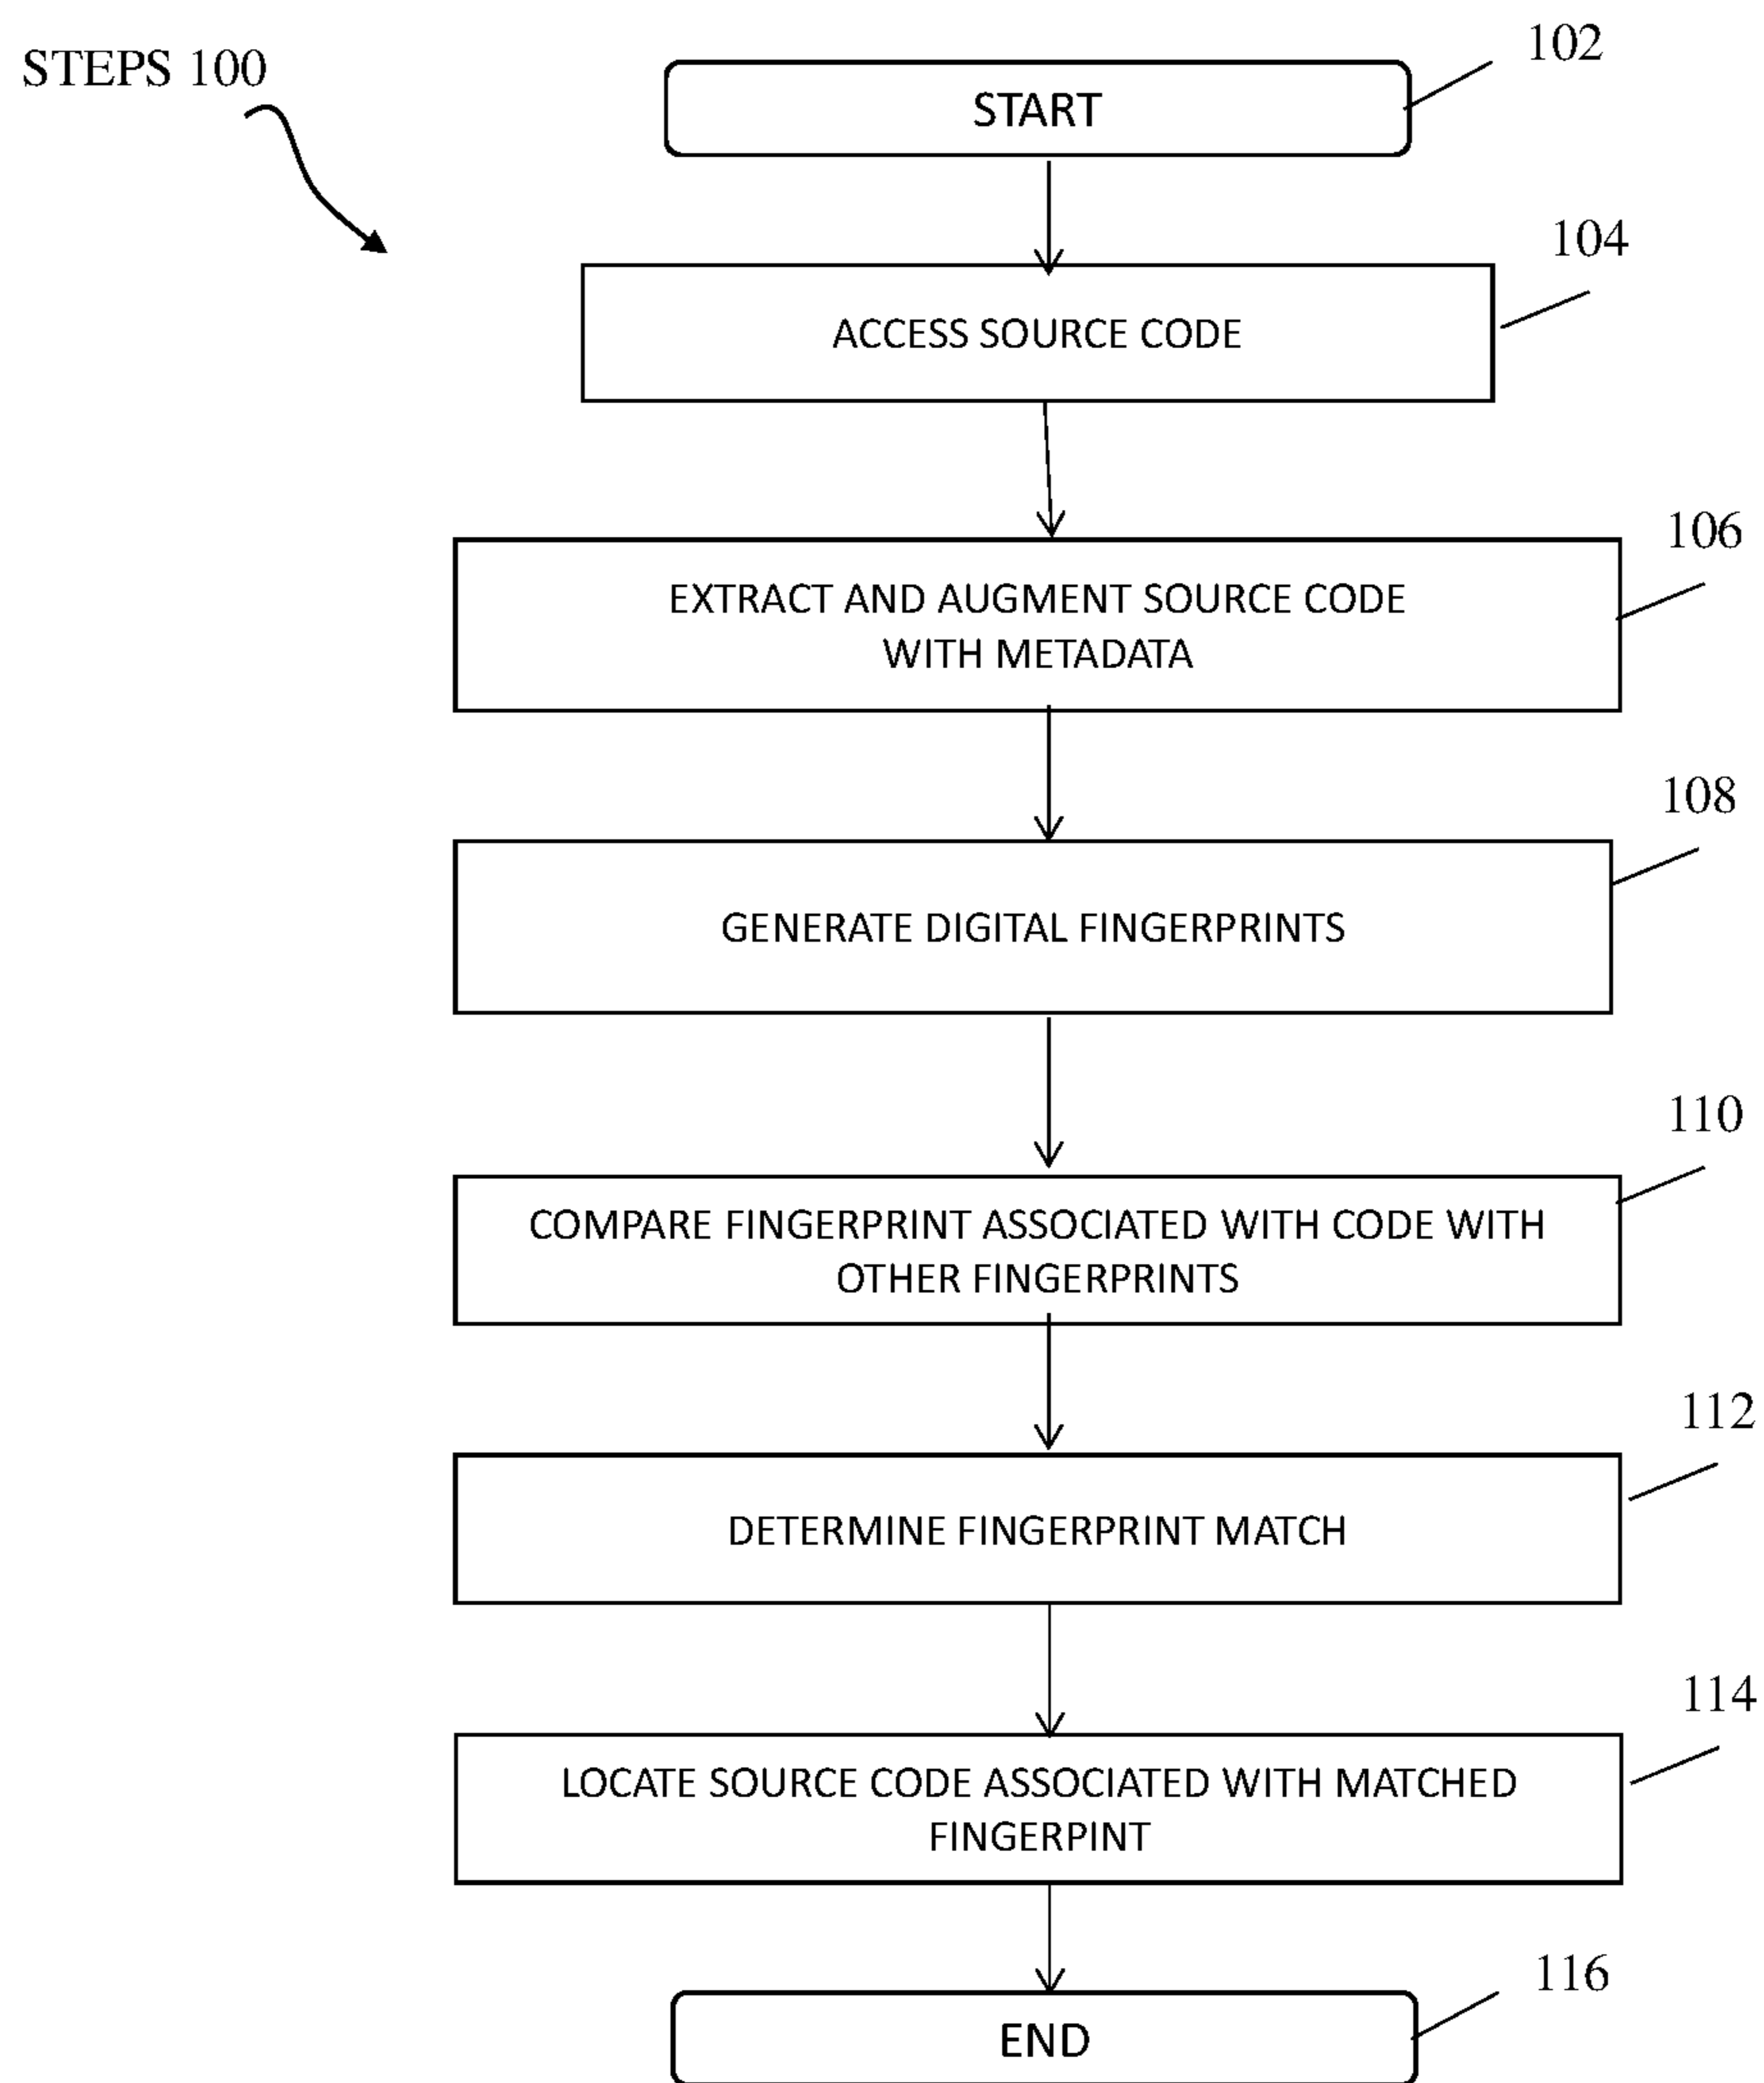 STEPS 100
102
START
104
ACCESS SOURCE CODE
106
EXTRACT AND AUGMENT SOURCE CODE
WITH METADATA
108
GENERATE DIGITAL FINGERPRINTS
110
COMPARE FINGERPRINT ASSOCIATED WITH CODE WITH
OTHER FINGERPRINTS
112
DETERMINE FINGERPRINT MATCH
114
LOCATE SOURCE CODE ASSOCIATED WITH MATCHED
FINGERPINT
116
END